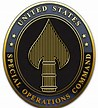 UNITED STATES
SPECIAL OPERATIONS COMMAND